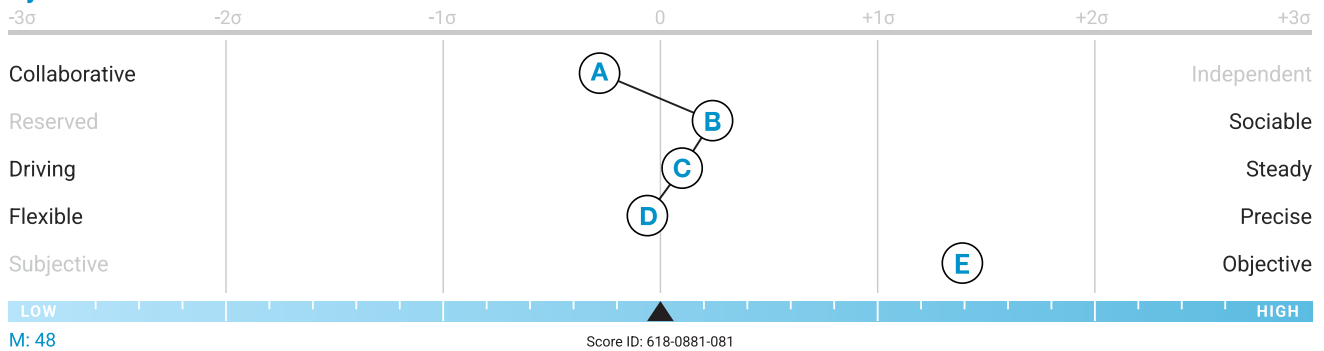 -3σ -2σ -1σ 0 +1σ +2σ +3σ
Collaborative A Independent
Reserved B Sociable
Driving C Steady
Flexible D Precise
Subjective E Objective
LOW HIGH
M: 48 Score ID: 618-0881-081